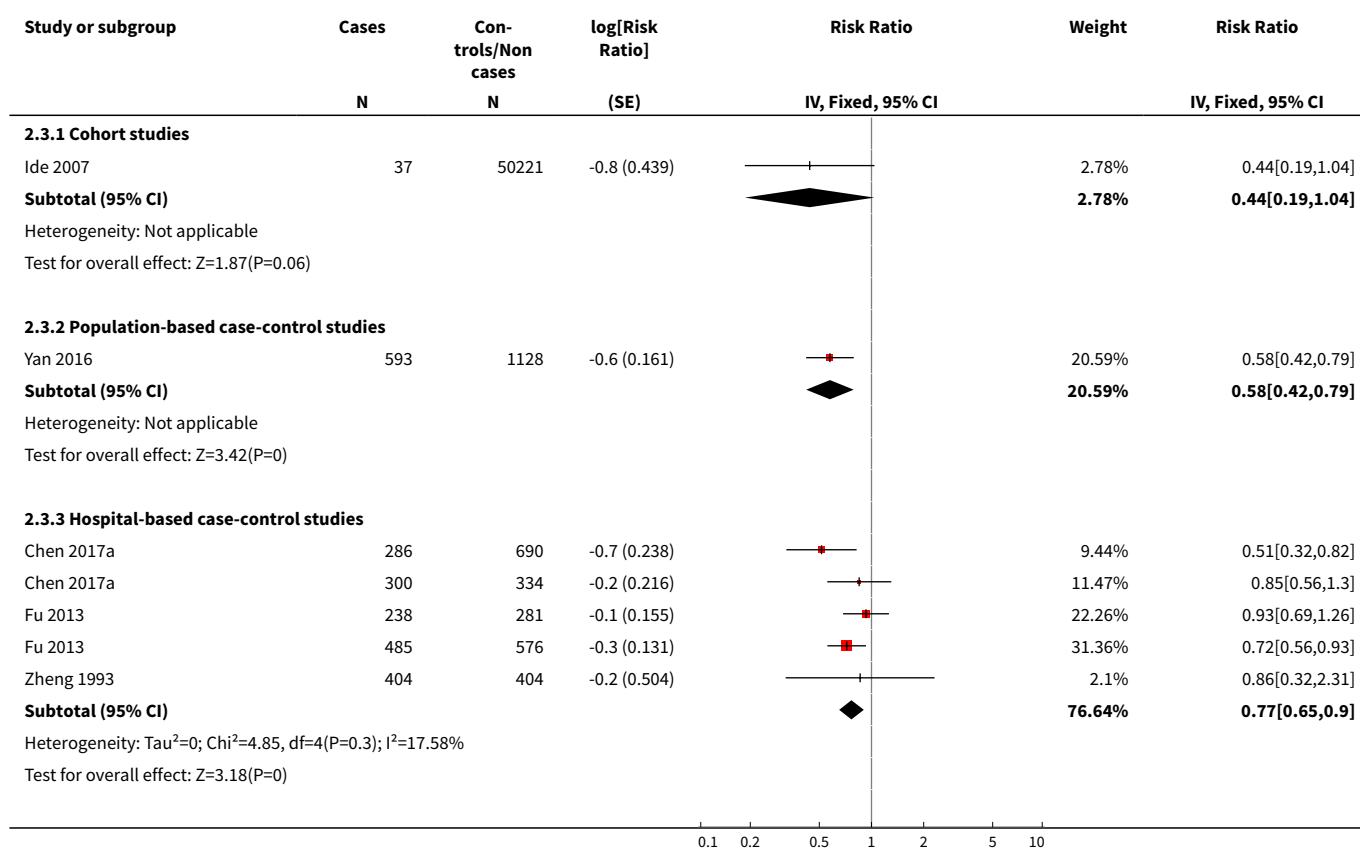 Study or subgroup Cases Con- log[Risk Risk Ratio Weight Risk Ratio
trols/Non Ratio]
cases
N N (SE) IV, Fixed, 95% CI IV, Fixed, 95% CI
2.3.1 Cohort studies
Ide 2007 37 50221 -0.8 (0.439) 2.78% 0.44[0.19,1.04]
Subtotal (95% CI) 2.78% 0.44[0.19,1.04]
Heterogeneity: Not applicable
Test for overall effect: Z=1.87(P=0.06)
2.3.2 Population-based case-control studies
Yan 2016 593 1128 -0.6 (0.161) 20.59% 0.58[0.42,0.79]
Subtotal (95% CI) 20.59% 0.58[0.42,0.79]
Heterogeneity: Not applicable
Test for overall effect: Z=3.42(P=0)
2.3.3 Hospital-based case-control studies
Chen 2017a 286 690 -0.7 (0.238) 9.44% 0.51[0.32,0.82]
Chen 2017a 300 334 -0.2 (0.216) 11.47% 0.85[0.56,1.3]
Fu 2013 238 281 -0.1 (0.155) 22.26% 0.93[0.69,1.26]
Fu 2013 485 576 -0.3 (0.131) 31.36% 0.72[0.56,0.93]
Zheng 1993 404 404 -0.2 (0.504) 2.1% 0.86[0.32,2.31]
Subtotal (95% CI) 76.64% 0.77[0.65,0.9]
Heterogeneity: Tau²=0; Chi²=4.85, df=4(P=0.3); I²=17.58%
Test for overall effect: Z=3.18(P=0)
0.1 0.2 0.5 1 2 5 10